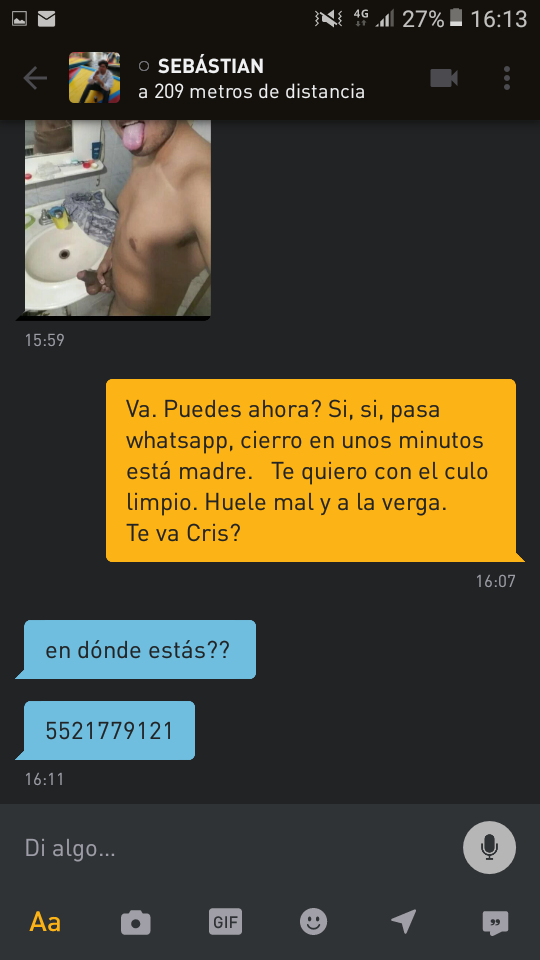 4G 27% 16:13
SEBÁSTIAN
a 209 metros de distancia
15:59
Va. Puedes ahora? Si, si, pasa
whatsapp, cierro en unos minutos
está madre. Te quiero con el culo
limpio. Huele mal y a la verga.
Te va Cris?
16:07
en dónde estás??
5521779121
16:11
Di algo...
Aa
GIF